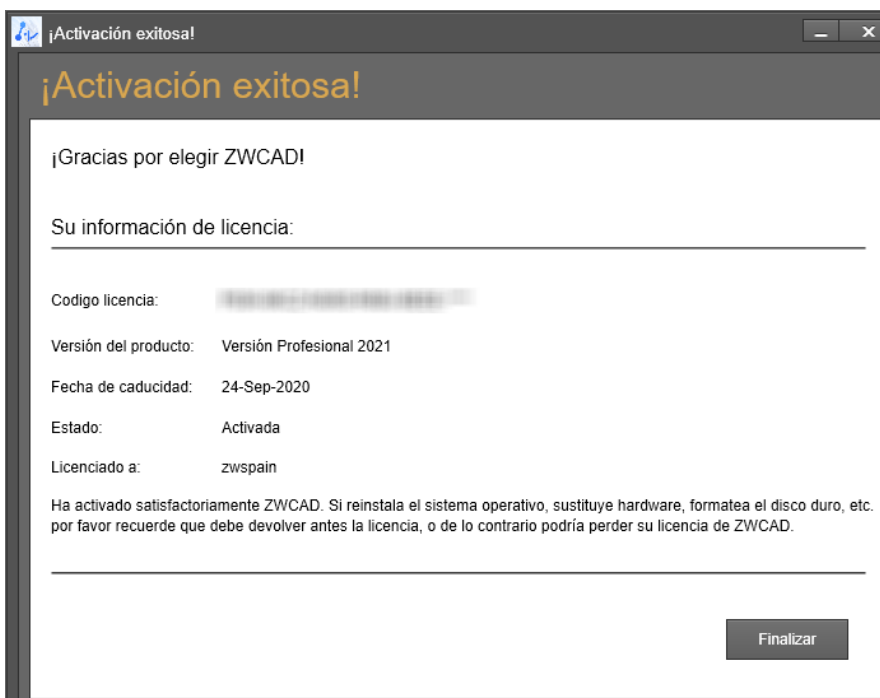 ¡Activación exitosa!
¡Activación exitosa!
¡Gracias por elegir ZWCAD!
Su información de licencia:
Codigo licencia:
Versión del producto: Versión Profesional 2021
Fecha de caducidad: 24-Sep-2020
Estado: Activada
Licenciado a: zwspain
Ha activado satisfactoriamente ZWCAD. Si reinstala el sistema operativo, sustituye hardware, formatea el disco duro, etc.
por favor recuerde que debe devolver antes la licencia, o de lo contrario podría perder su licencia de ZWCAD.
Finalizar